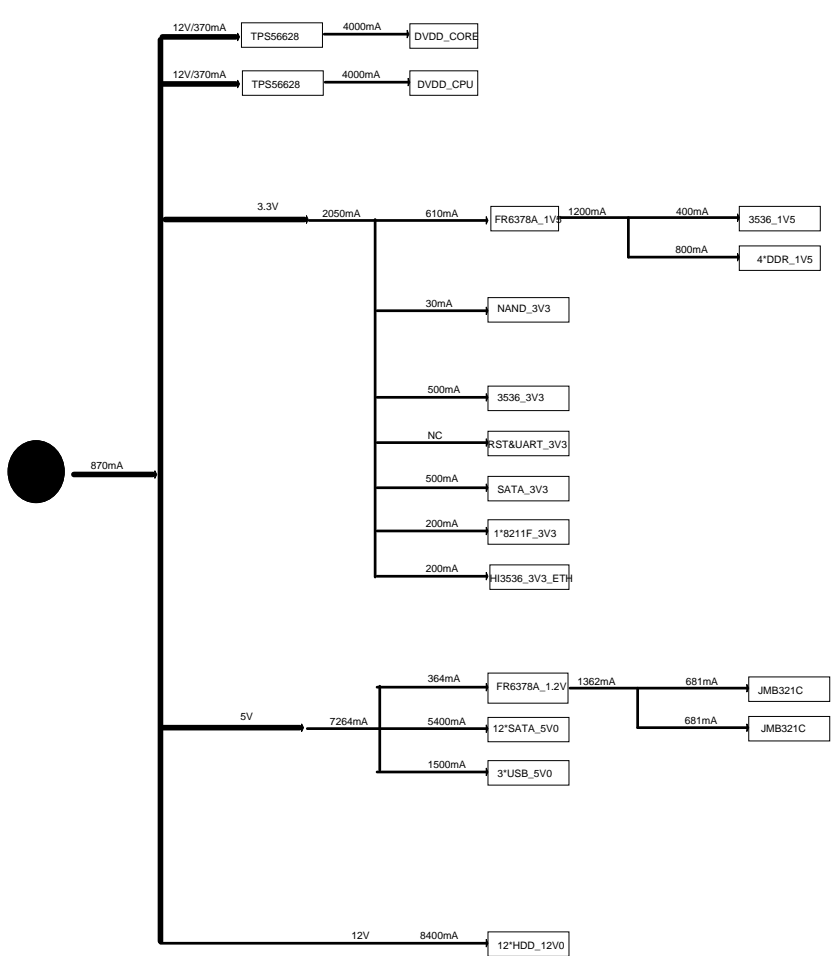 12V/370mA
TPS56628
4000mA
DVDD_CORE
12V/370mA
TPS56628
4000mA
DVDD_CPU
3.3V
2050mA
610mA
FR6378A_1V5
1200mA
400mA
3536_1V5
800mA
4*DDR_1V5
30mA
NAND_3V3
500mA
3536_3V3
NC
RST&UART_3V3
870mA
500mA
SATA_3V3
200mA
1*8211F_3V3
200mA
HI3536_3V3_ETH
364mA
FR6378A_1.2V
1362mA
681mA
JMB321C
5V
7264mA
5400mA
12*SATA_5V0
681mA
JMB321C
1500mA
3*USB_5V0
12V
8400mA
12*HDD_12V0